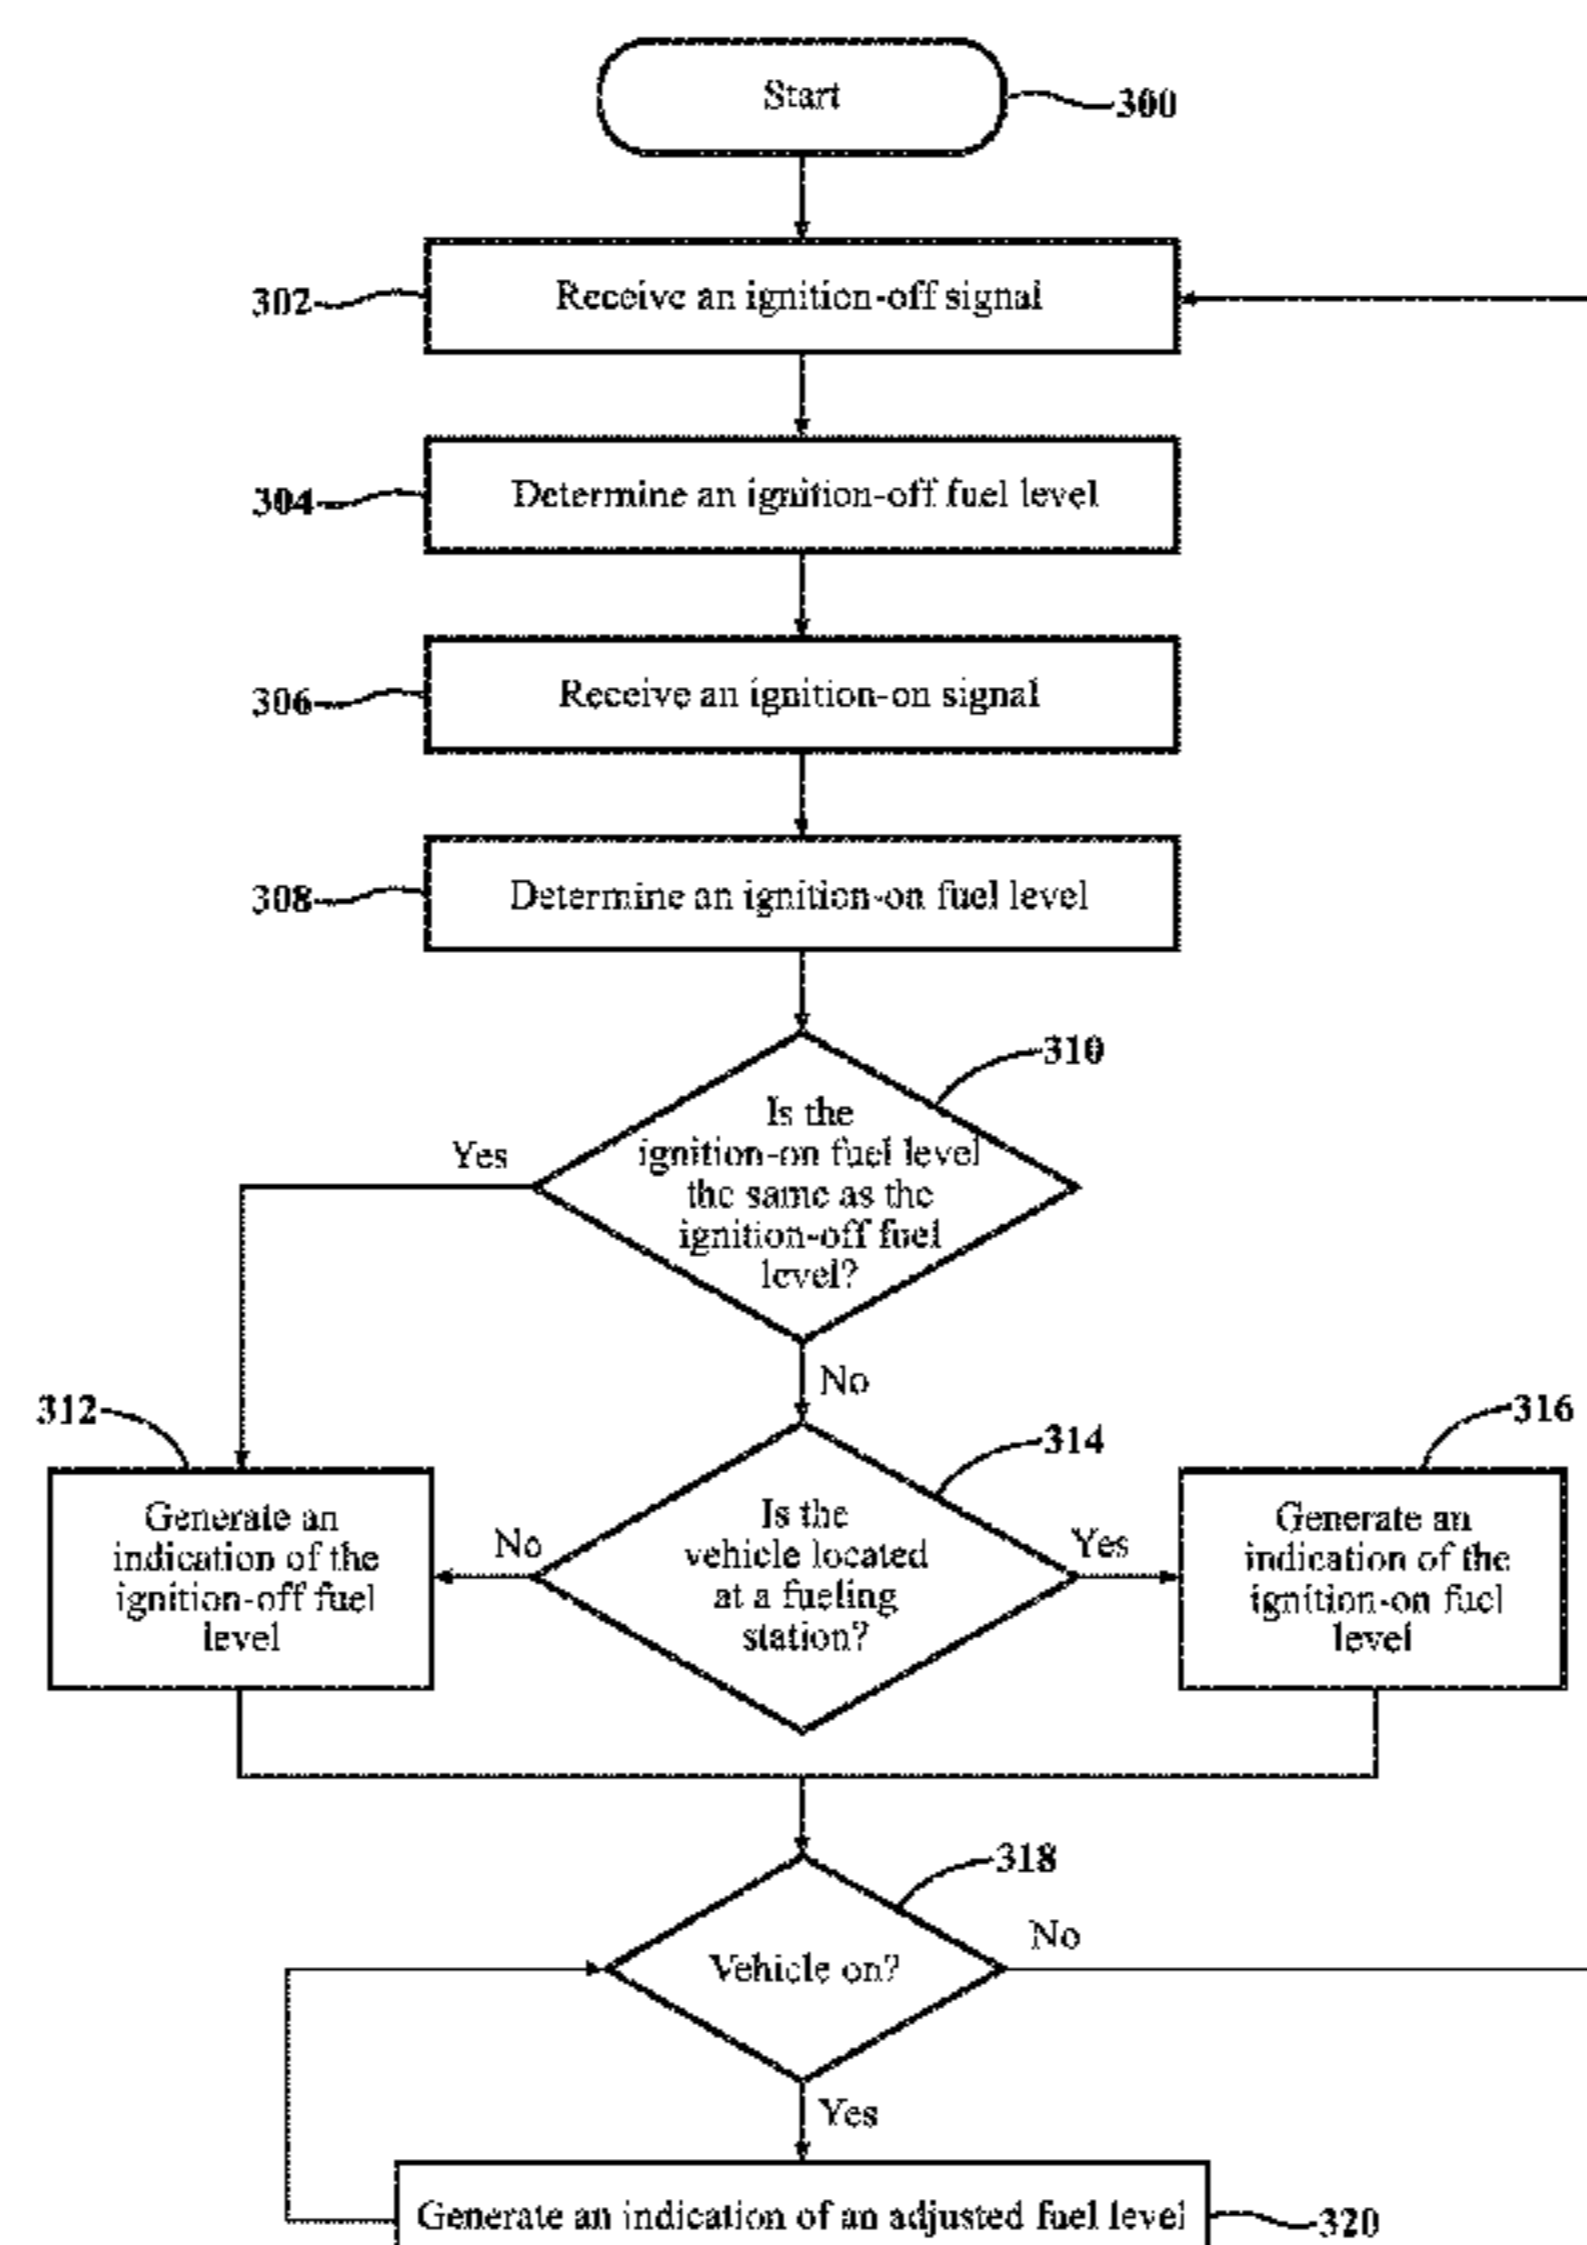 Start
300
302
Receive an ignition-off signal
304
Determine an ignition-off fuel level
306
Receive an ignition-on signal
308
Determine an ignition-on fuel level
310
Is the
ignition-on fuel level
the same as the
ignition-off fuel
level?
Yes
No
312
Generate an
indication of the
ignition-off fuel
level
No
314
Is the
vehicle located
at a fueling
station?
Yes
316
Generate an
indication of the
ignition-on fuel
level
318
Vehicle on?
No
Yes
Generate an indication of an adjusted fuel level
320